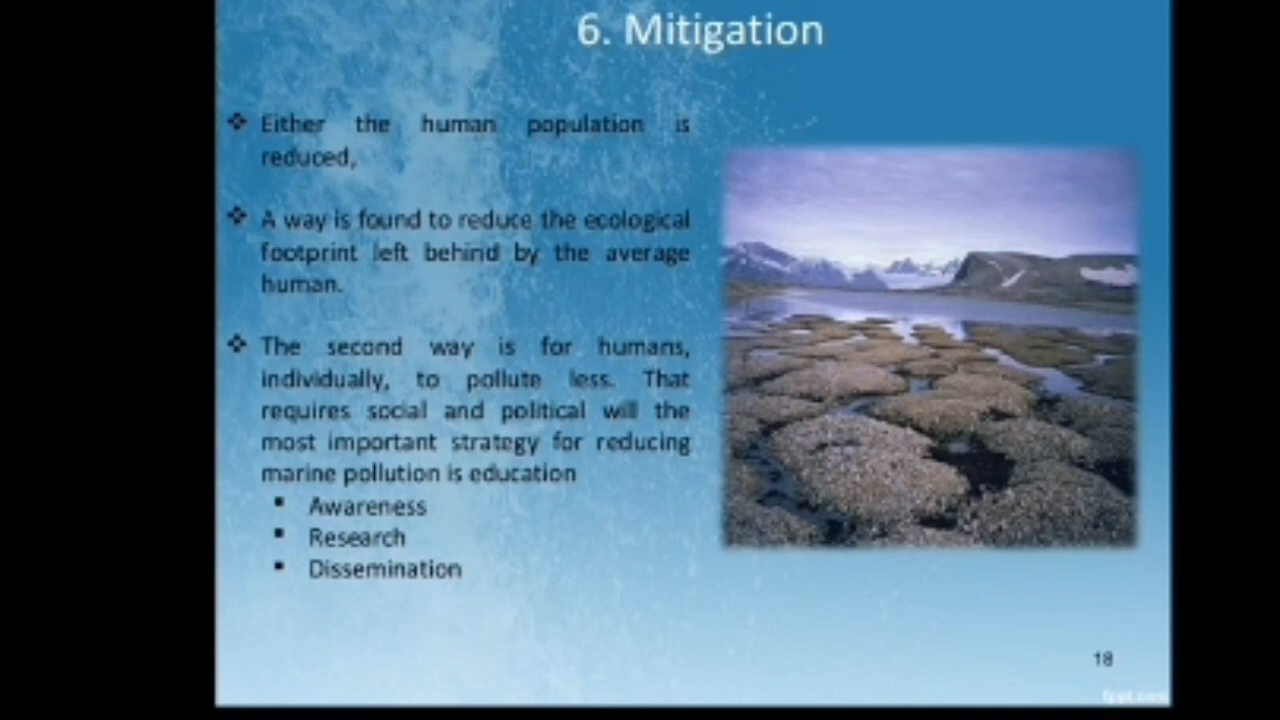 6. Mitigation
Either the human population is
reduced,
A way is found to reduce the ecological
footprint left behind by the average
human.
The second way is for humans,
individually, to pollute less. That
requires social and political will the
most important strategy for reducing
marine pollution is education
Awareness
Research
Dissemination
18
fppt.com